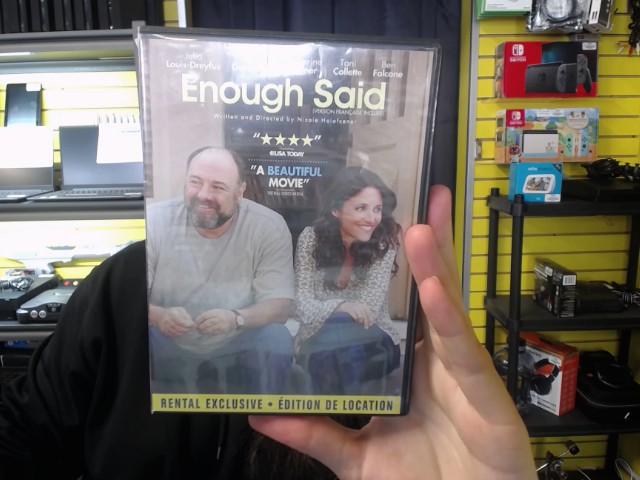 Louis-Dreyfus
Toni
Collette
Ben
Falcone
Enough Said
(VERSION FRANÇAISE INCLUSE)
Written and Directed by Nicole Holofcener
"★★★★"
USA TODAY
"A BEAUTIFUL
MOVIE"
RENTAL EXCLUSIVE • ÉDITION DE LOCATION
SWITCH